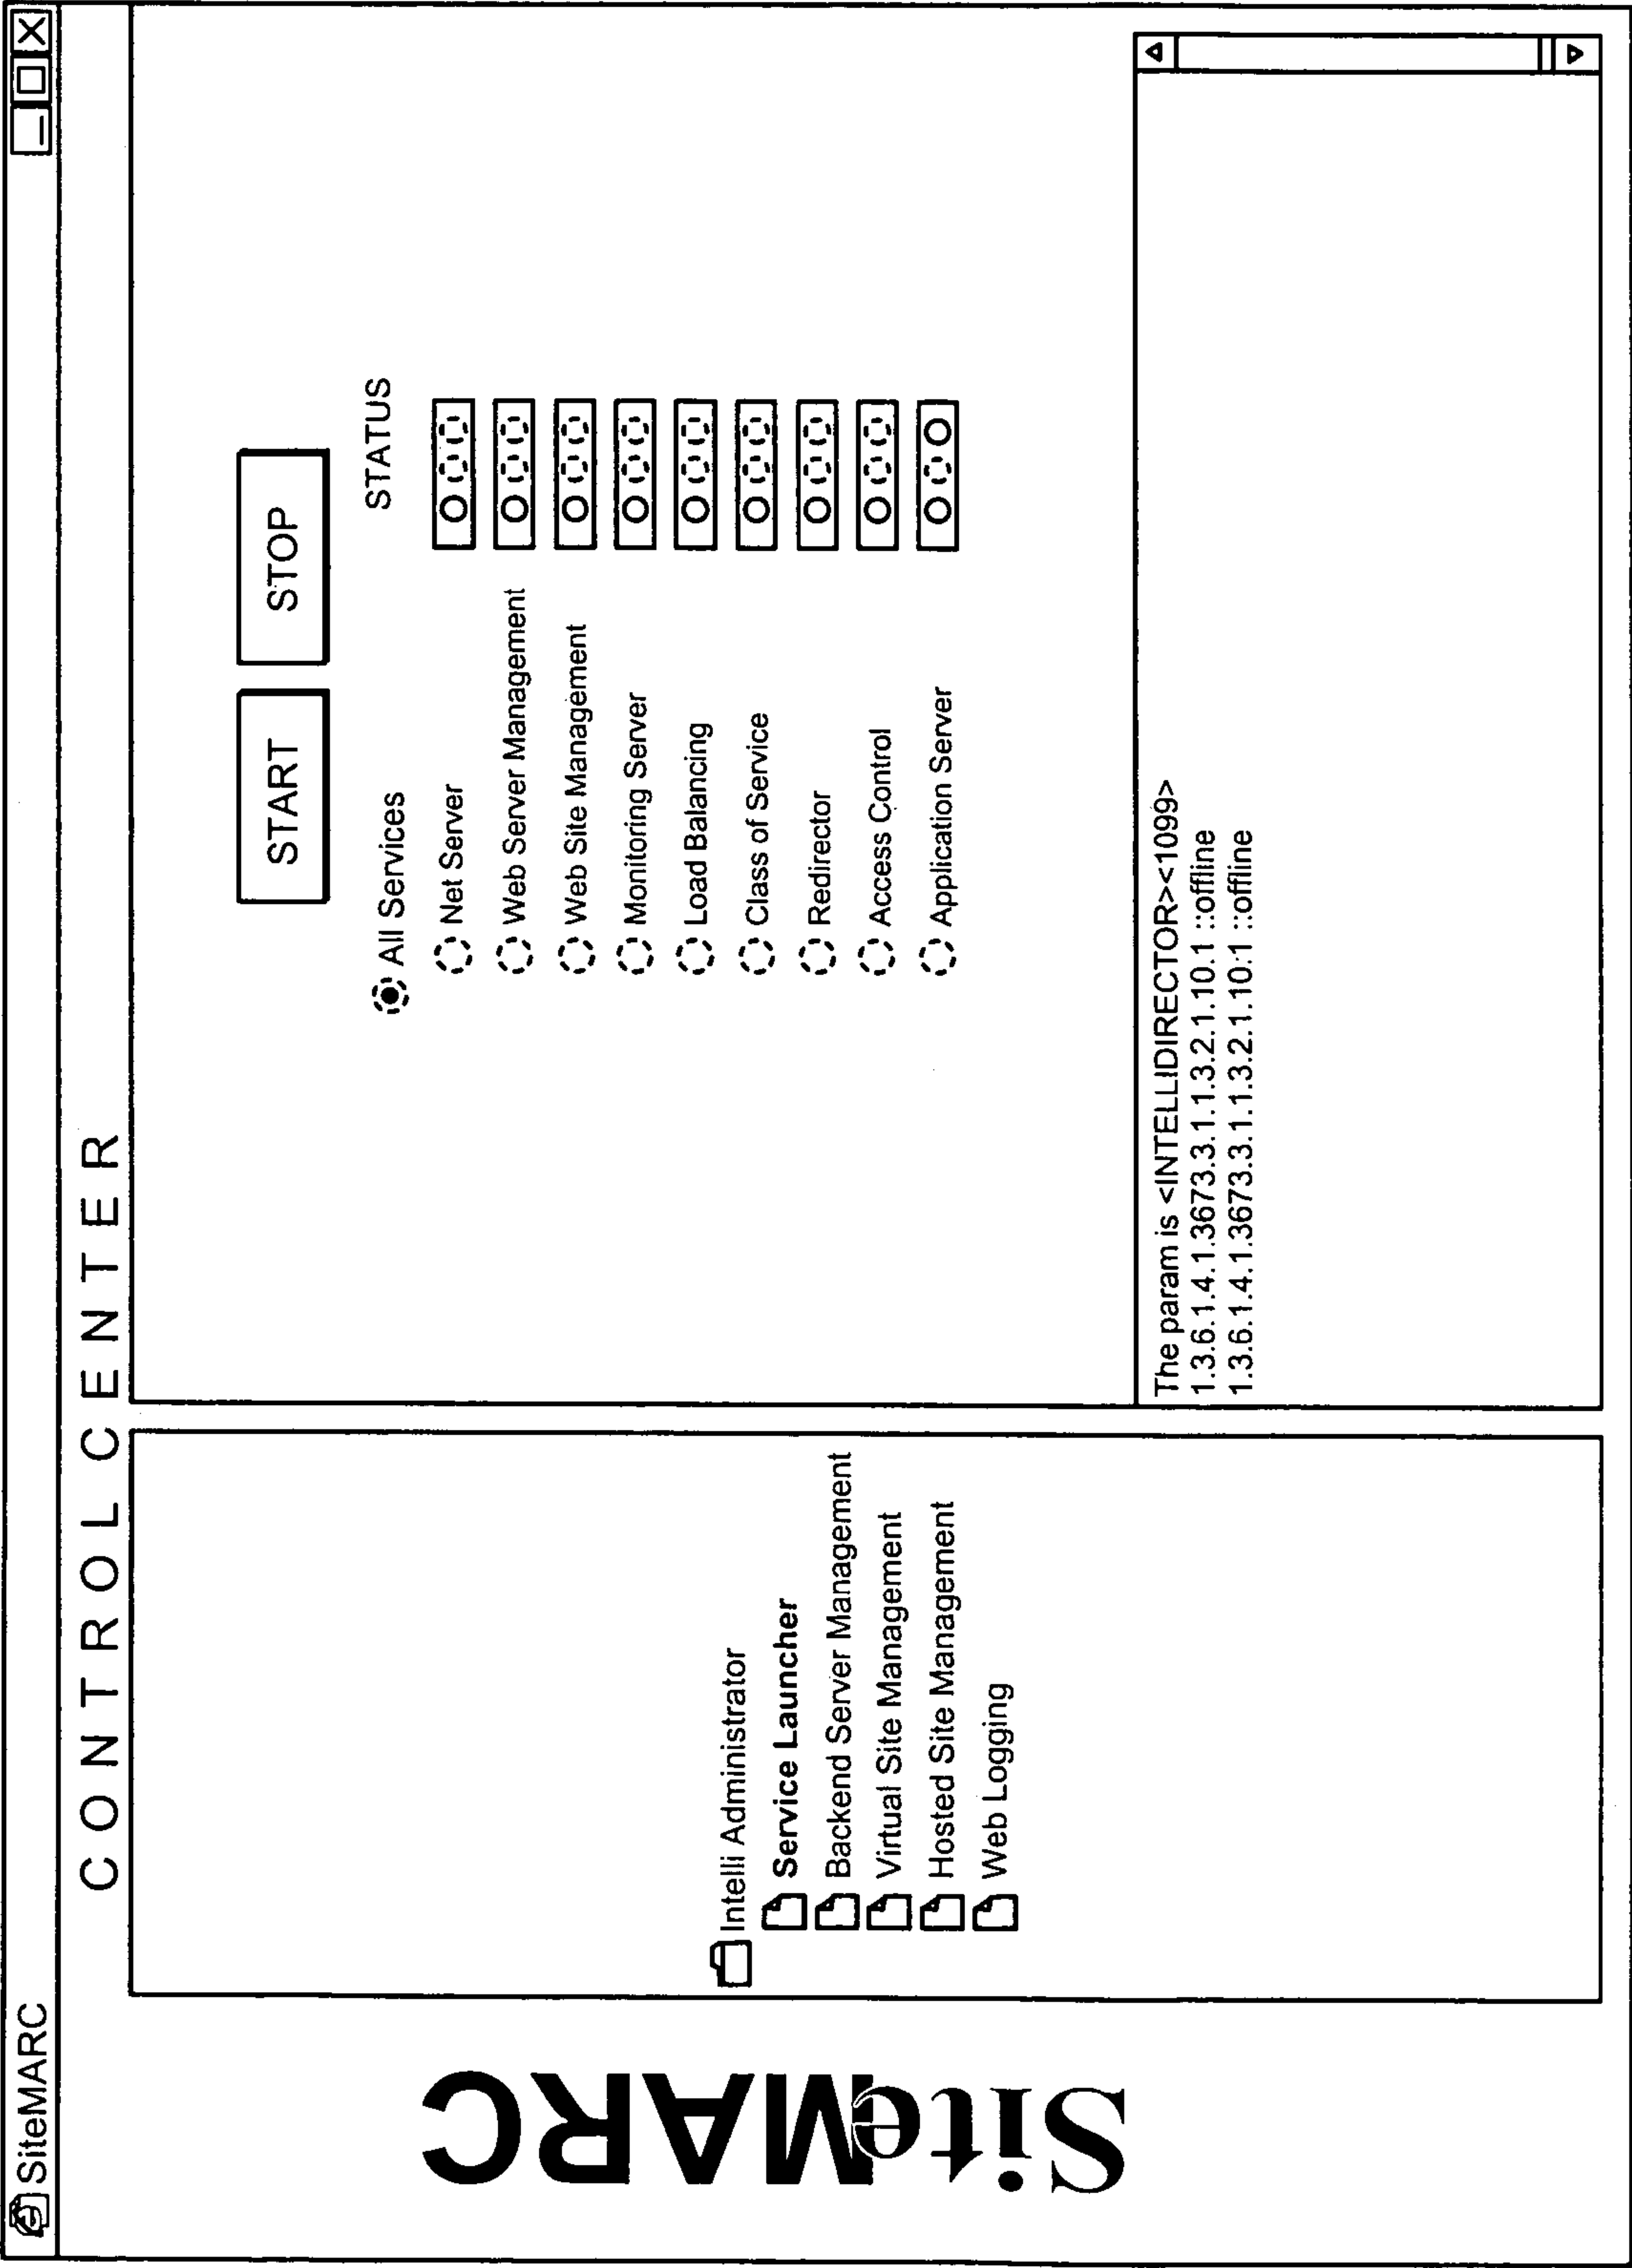 SiteMARC
CONTROL CENTER
SiteMARC
Intelli Administrator
Service Launcher
Backend Server Management
Virtual Site Management
Hosted Site Management
Web Logging
START
STOP
All Services
STATUS
Net Server
Web Server Management
Web Site Management
Monitoring Server
Load Balancing
Class of Service
Redirector
Access Control
Application Server
The param is <INTELLIDIRECTOR><1099>
1.3.6.1.4.1.3673.3.1.1.3.2.1.10.1 ::offline
1.3.6.1.4.1.3673.3.1.1.3.2.1.10.1 ::offline